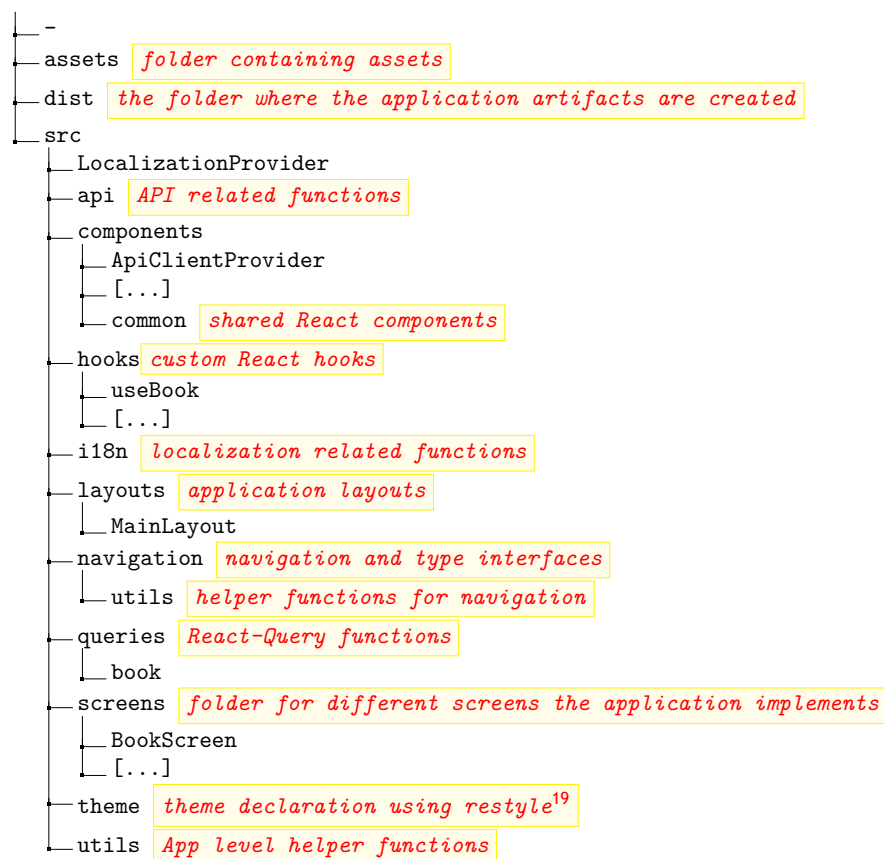 -
assets folder containing assets
dist the folder where the application artifacts are created
src
LocalizationProvider
api API related functions
components
ApiClientProvider
[...]
common shared React components
hooks custom React hooks
useBook
[...]
i18n localization related functions
layouts application layouts
MainLayout
navigation navigation and type interfaces
utils helper functions for navigation
queries React-Query functions
book
screens folder for different screens the application implements
BookScreen
[...]
theme theme declaration using restyle¹⁹
utils App level helper functions